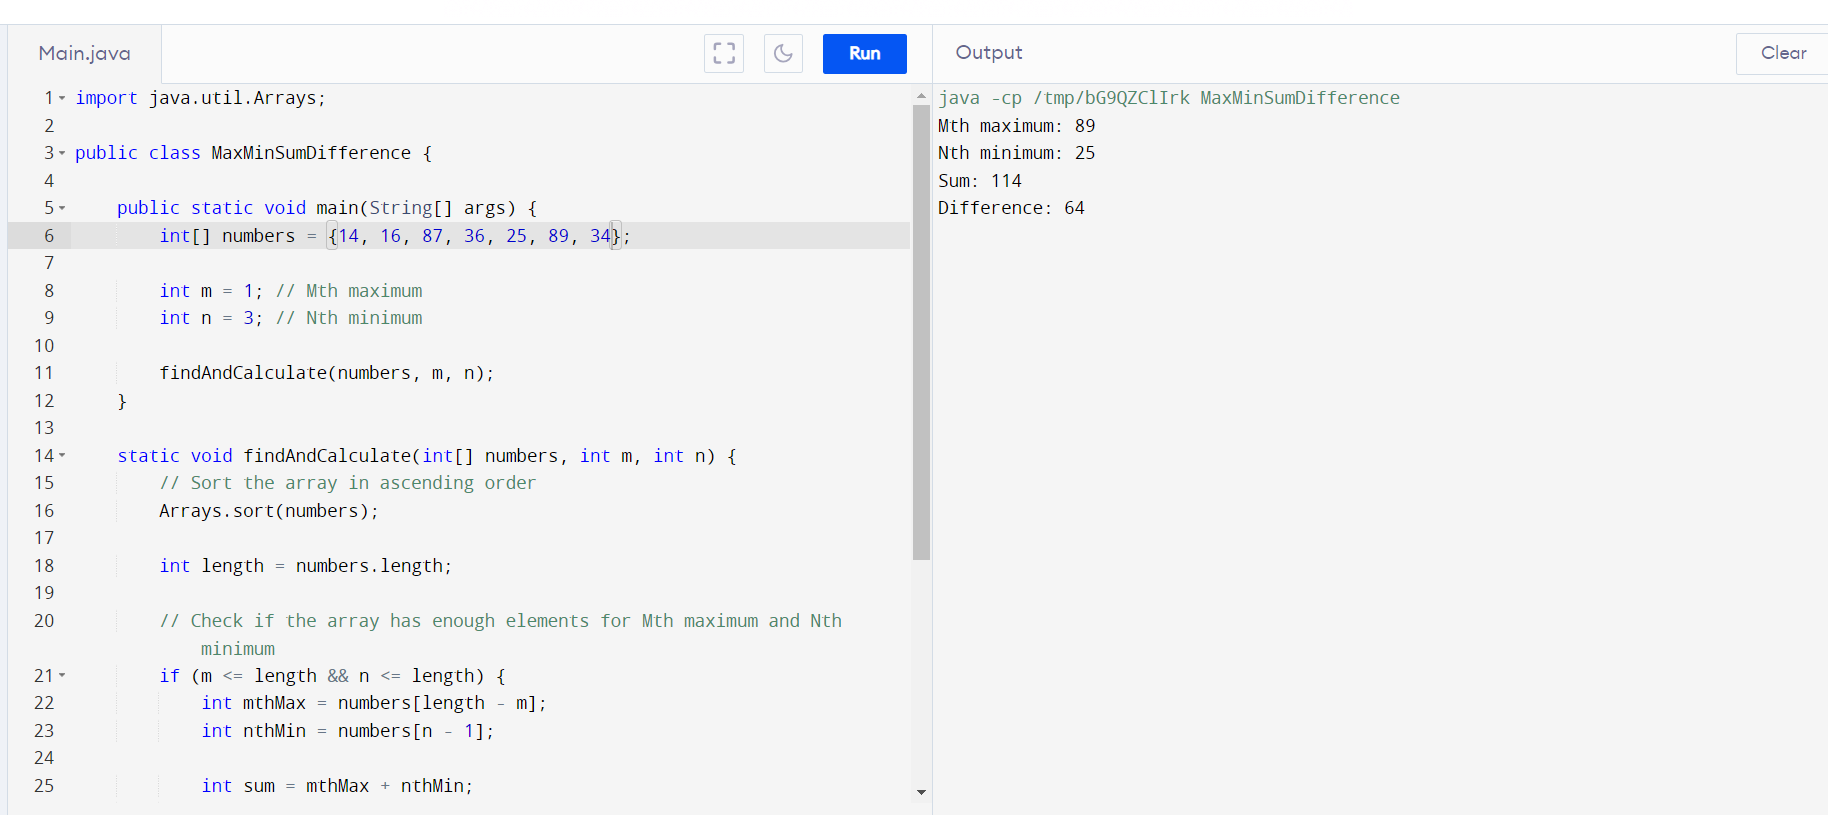 Main.java
Run
Output
Clear
1 import java.util.Arrays;
2
3 public class MaxMinSumDifference {
4
5 public static void main(String[] args) {
6 int[] numbers = {14, 16, 87, 36, 25, 89, 34};
7
8 int m = 1; // Mth maximum
9 int n = 3; // Nth minimum
10
11 findAndCalculate(numbers, m, n);
12 }
13
14 static void findAndCalculate(int[] numbers, int m, int n) {
15 // Sort the array in ascending order
16 Arrays.sort(numbers);
17
18 int length = numbers.length;
19
20 // Check if the array has enough elements for Mth maximum and Nth
minimum
21 if (m <= length && n <= length) {
22 int mthMax = numbers[length - m];
23 int nthMin = numbers[n - 1];
24
25 int sum = mthMax + nthMin;
java -cp /tmp/bG9QZClIrk MaxMinSumDifference
Mth maximum: 89
Nth minimum: 25
Sum: 114
Difference: 64